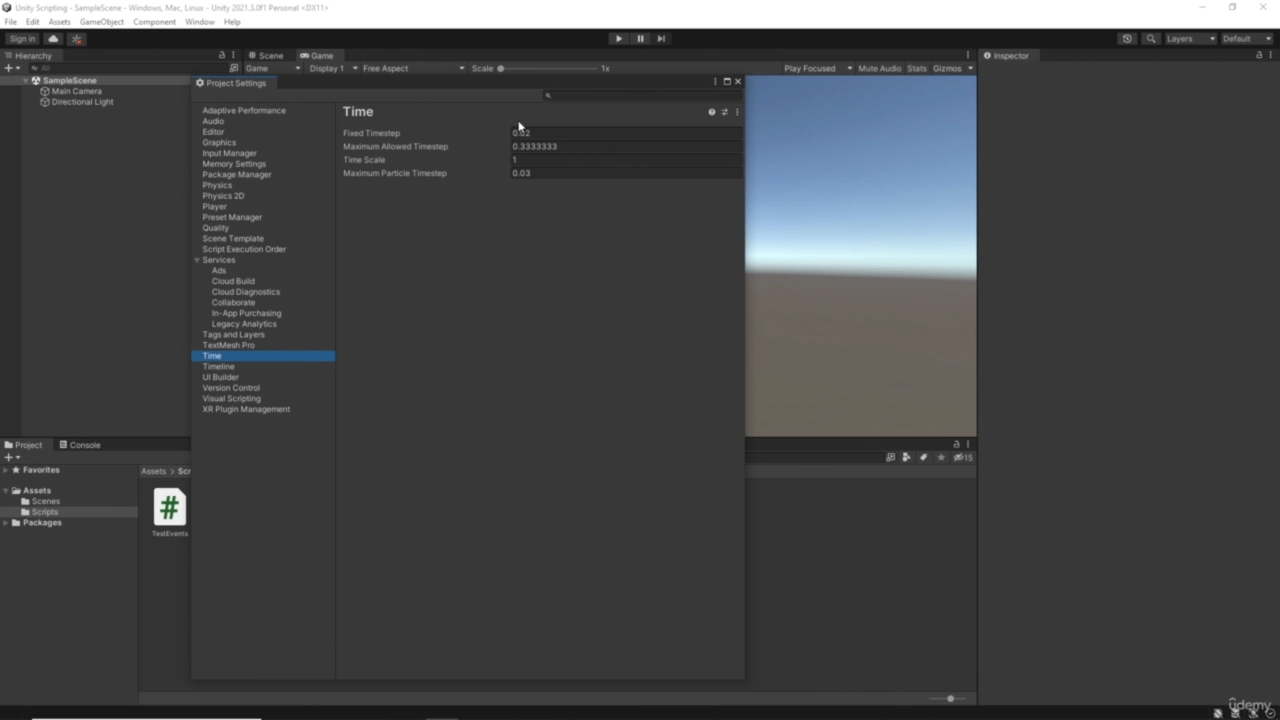 Unity Scripting - SampleScene - Windows, Mac, Linux - Unity 2021.3.0f1 Personal <DX11>
File Edit Assets GameObject Component Window Help
Sign in Layers Default
Hierarchy Scene Game Inspector
All Game Display 1 Free Aspect Scale 1x Play Focused Mute Audio Stats Gizmos
SampleScene
Main Camera
Directional Light
Project Settings
Adaptive Performance
Audio
Editor
Graphics
Input Manager
Memory Settings
Package Manager
Physics
Physics 2D
Player
Preset Manager
Quality
Scene Template
Script Execution Order
Services
Ads
Cloud Build
Cloud Diagnostics
Collaborate
In-App Purchasing
Legacy Analytics
Tags and Layers
TextMesh Pro
Time
Timeline
UI Builder
Version Control
Visual Scripting
XR Plugin Management
Time
Fixed Timestep 0.02
Maximum Allowed Timestep 0.3333333
Time Scale 1
Maximum Particle Timestep 0.03
Project Console
15
Favorites
Assets
Scenes
Scripts
Packages
Assets > Scr
#
TestEvents
udemy